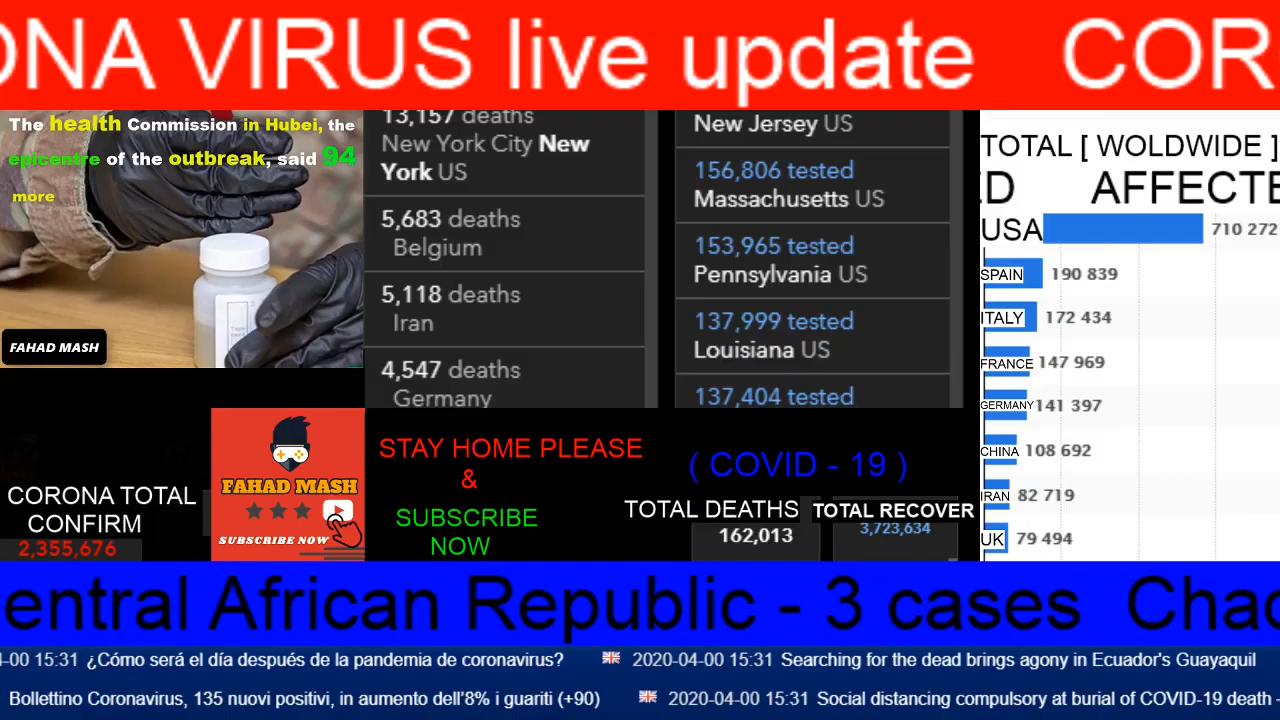 ONA VIRUS live update COR
The health Commission in Hubei, the
epicentre of the outbreak, said 94
more
FAHAD MASH
13,157 deaths
New York City New
York US
5,683 deaths
Belgium
5,118 deaths
Iran
4,547 deaths
Germany
New Jersey US
156,806 tested
Massachusetts US
153,965 tested
Pennsylvania US
137,999 tested
Louisiana US
137,404 tested
TOTAL [ WOLDWIDE ]
ED AFFECTE
USA 710 272
SPAIN 190 839
ITALY 172 434
FRANCE 147 969
GERMANY 141 397
CHINA 108 692
IRAN 82 719
UK 79 494
CORONA TOTAL
CONFIRM
2,355,676
FAHAD MASH
SUBSCRIBE NOW
STAY HOME PLEASE
&
SUBSCRIBE
NOW
( COVID - 19 )
TOTAL DEATHS
162,013
TOTAL RECOVER
3,723,634
entral African Republic - 3 cases Chad
4-00 15:31 ¿Cómo será el día después de la pandemia de coronavirus? 2020-04-00 15:31 Searching for the dead brings agony in Ecuador's Guayaquil
Bollettino Coronavirus, 135 nuovi positivi, in aumento dell'8% i guariti (+90) 2020-04-00 15:31 Social distancing compulsory at burial of COVID-19 death -